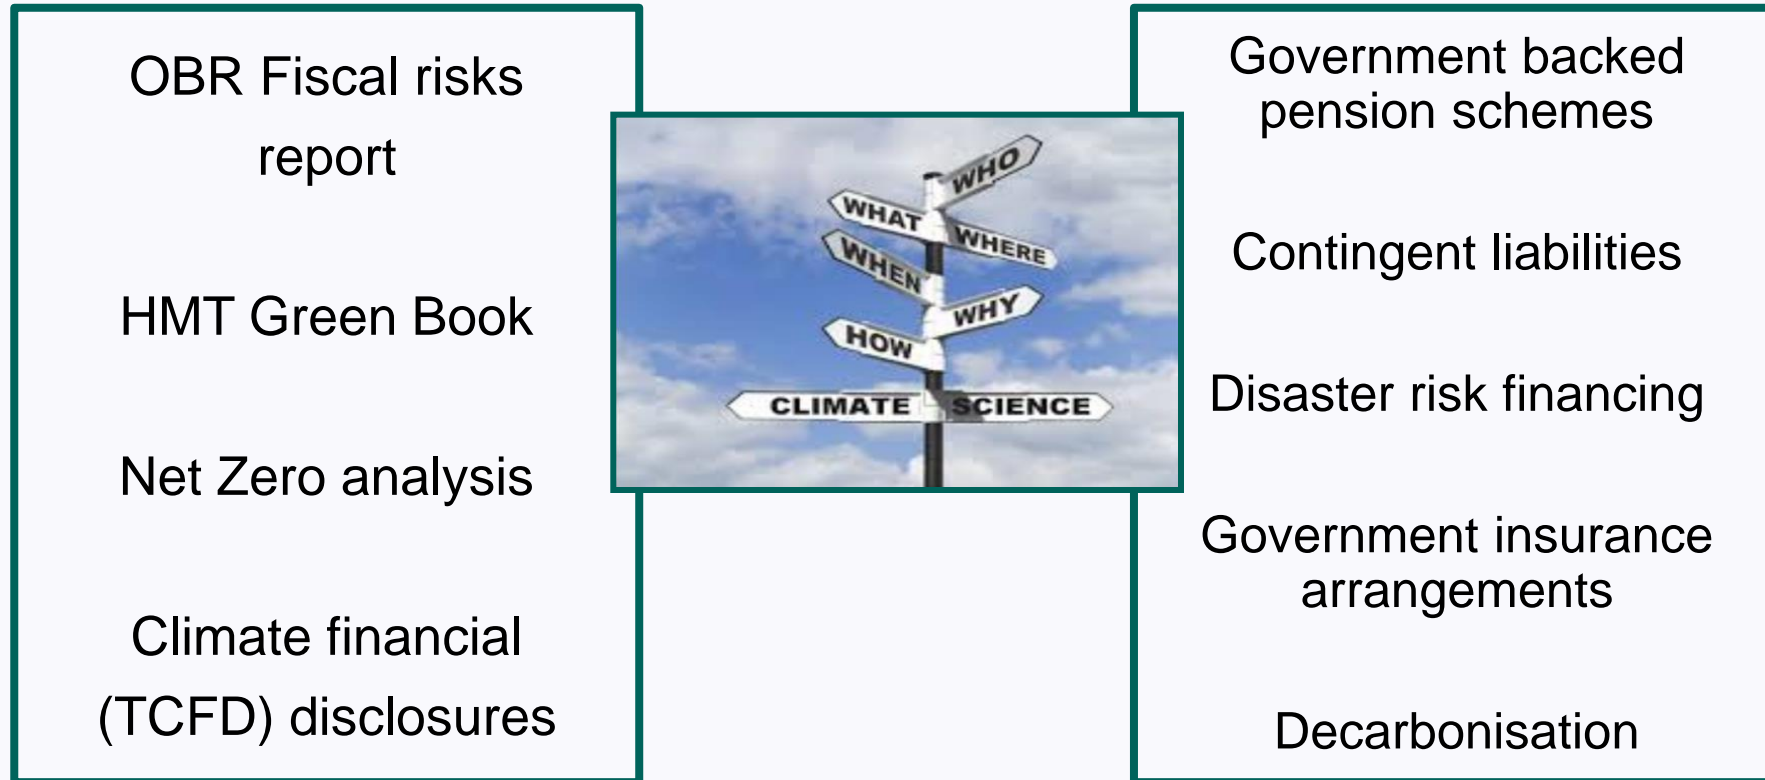 OBR Fiscal risks
report
HMT Green Book
Net Zero analysis
Climate financial
(TCFD) disclosures
WHO
WHAT
WHERE
WHEN
WHY
HOW
CLIMATE SCIENCE
Government backed
pension schemes
Contingent liabilities
Disaster risk financing
Government insurance
arrangements
Decarbonisation